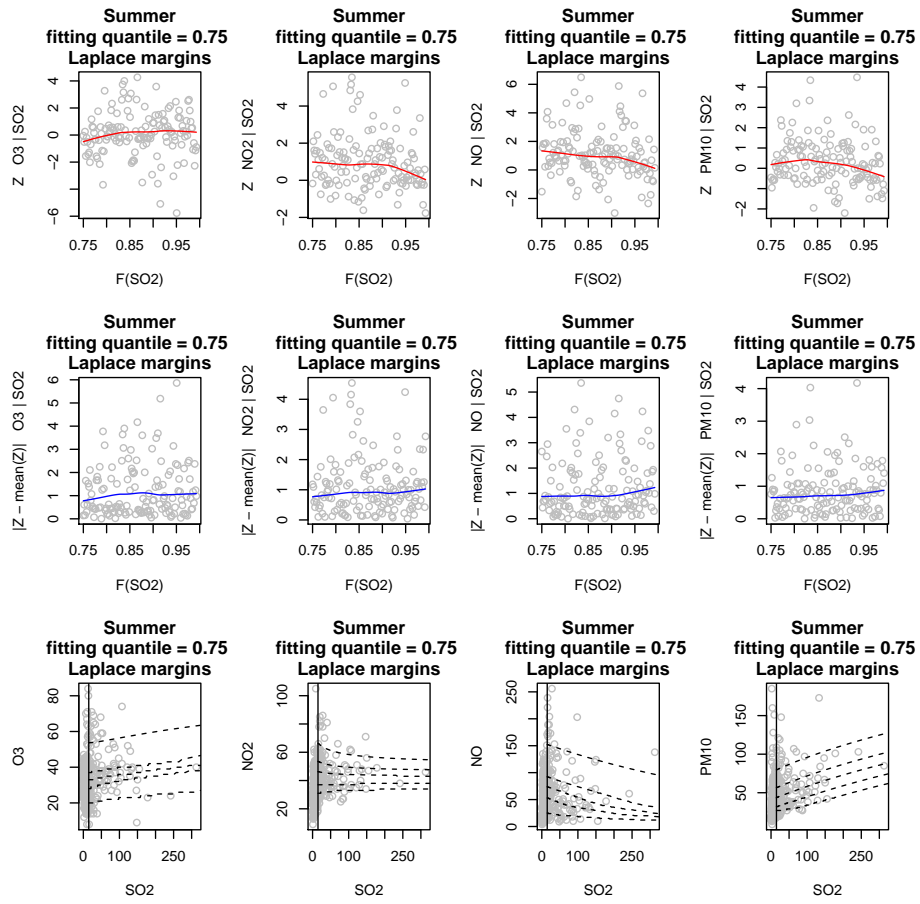 Summer
fitting quantile = 0.75
Laplace margins
Z O3 | SO2
−6 −2 0 2 4
0.75 0.85 0.95
F(SO2)
Summer
fitting quantile = 0.75
Laplace margins
Z NO2 | SO2
−2 0 2 4
0.75 0.85 0.95
F(SO2)
Summer
fitting quantile = 0.75
Laplace margins
Z NO | SO2
−2 0 2 4 6
0.75 0.85 0.95
F(SO2)
Summer
fitting quantile = 0.75
Laplace margins
Z PM10 | SO2
−2 0 1 2 3 4
0.75 0.85 0.95
F(SO2)
Summer
fitting quantile = 0.75
Laplace margins
|Z − mean(Z)| O3 | SO2
0 1 2 3 4 5 6
0.75 0.85 0.95
F(SO2)
Summer
fitting quantile = 0.75
Laplace margins
|Z − mean(Z)| NO2 | SO2
0 1 2 3 4
0.75 0.85 0.95
F(SO2)
Summer
fitting quantile = 0.75
Laplace margins
|Z − mean(Z)| NO | SO2
0 1 2 3 4 5
0.75 0.85 0.95
F(SO2)
Summer
fitting quantile = 0.75
Laplace margins
|Z − mean(Z)| PM10 | SO2
0 1 2 3 4
0.75 0.85 0.95
F(SO2)
Summer
fitting quantile = 0.75
Laplace margins
O3
20 40 60 80
0 100 250
SO2
Summer
fitting quantile = 0.75
Laplace margins
NO2
20 60 100
0 100 250
SO2
Summer
fitting quantile = 0.75
Laplace margins
NO
0 50 150 250
0 100 250
SO2
Summer
fitting quantile = 0.75
Laplace margins
PM10
50 100 150
0 100 250
SO2